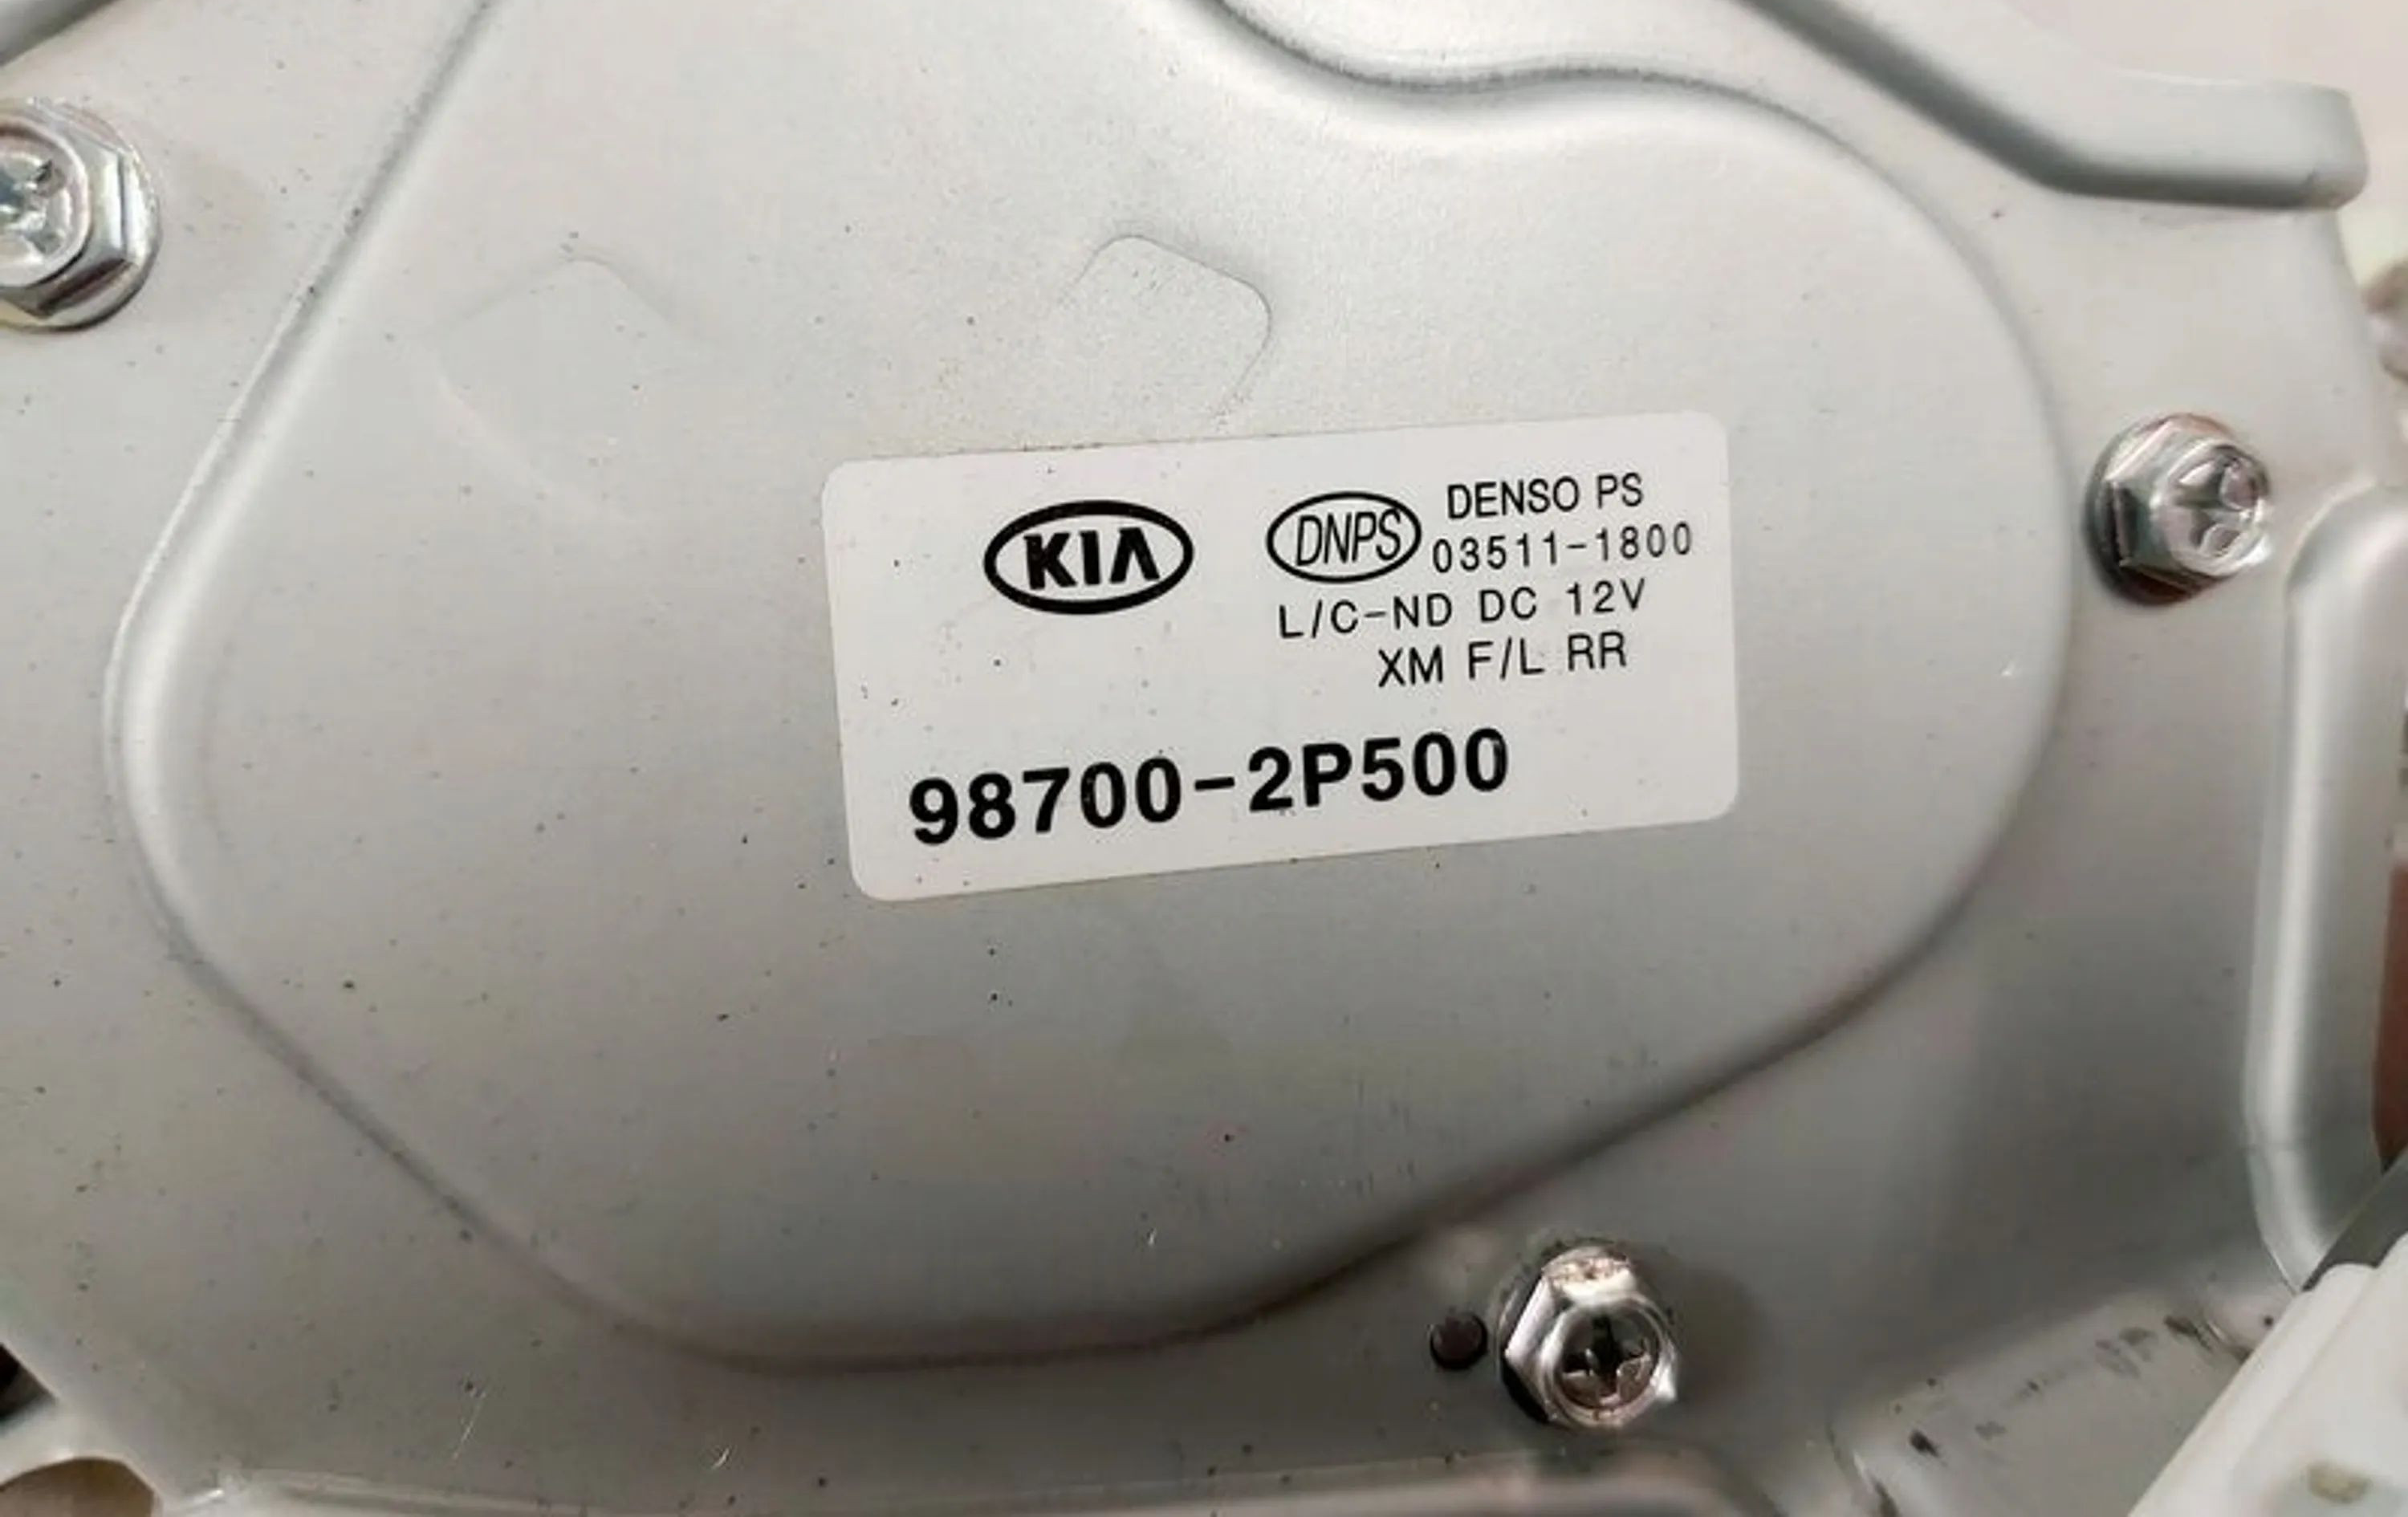 KIA
DNPS
DENSO PS
03511-1800
L/C-ND DC 12V
XM F/L RR
98700-2P500